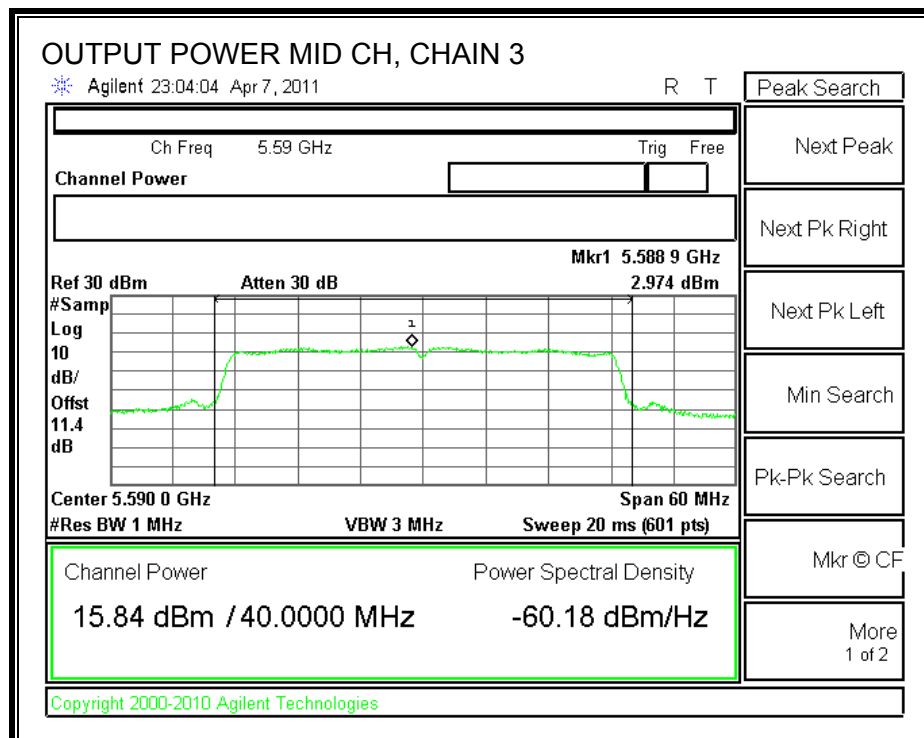 OUTPUT POWER MID CH, CHAIN 3
Agilent 23:04:04 Apr 7, 2011
R T
Peak Search
Ch Freq 5.59 GHz
Trig Free
Next Peak
Channel Power
Next Pk Right
Mkr1 5.588 9 GHz
Ref 30 dBm Atten 30 dB 2.974 dBm
#Samp
Log
10
dB/
Offst
11.4
dB
1
Next Pk Left
Min Search
Pk-Pk Search
Center 5.590 0 GHz Span 60 MHz
#Res BW 1 MHz VBW 3 MHz Sweep 20 ms (601 pts)
Mkr © CF
Channel Power Power Spectral Density
15.84 dBm / 40.0000 MHz -60.18 dBm/Hz
More
1 of 2
Copyright 2000-2010 Agilent Technologies